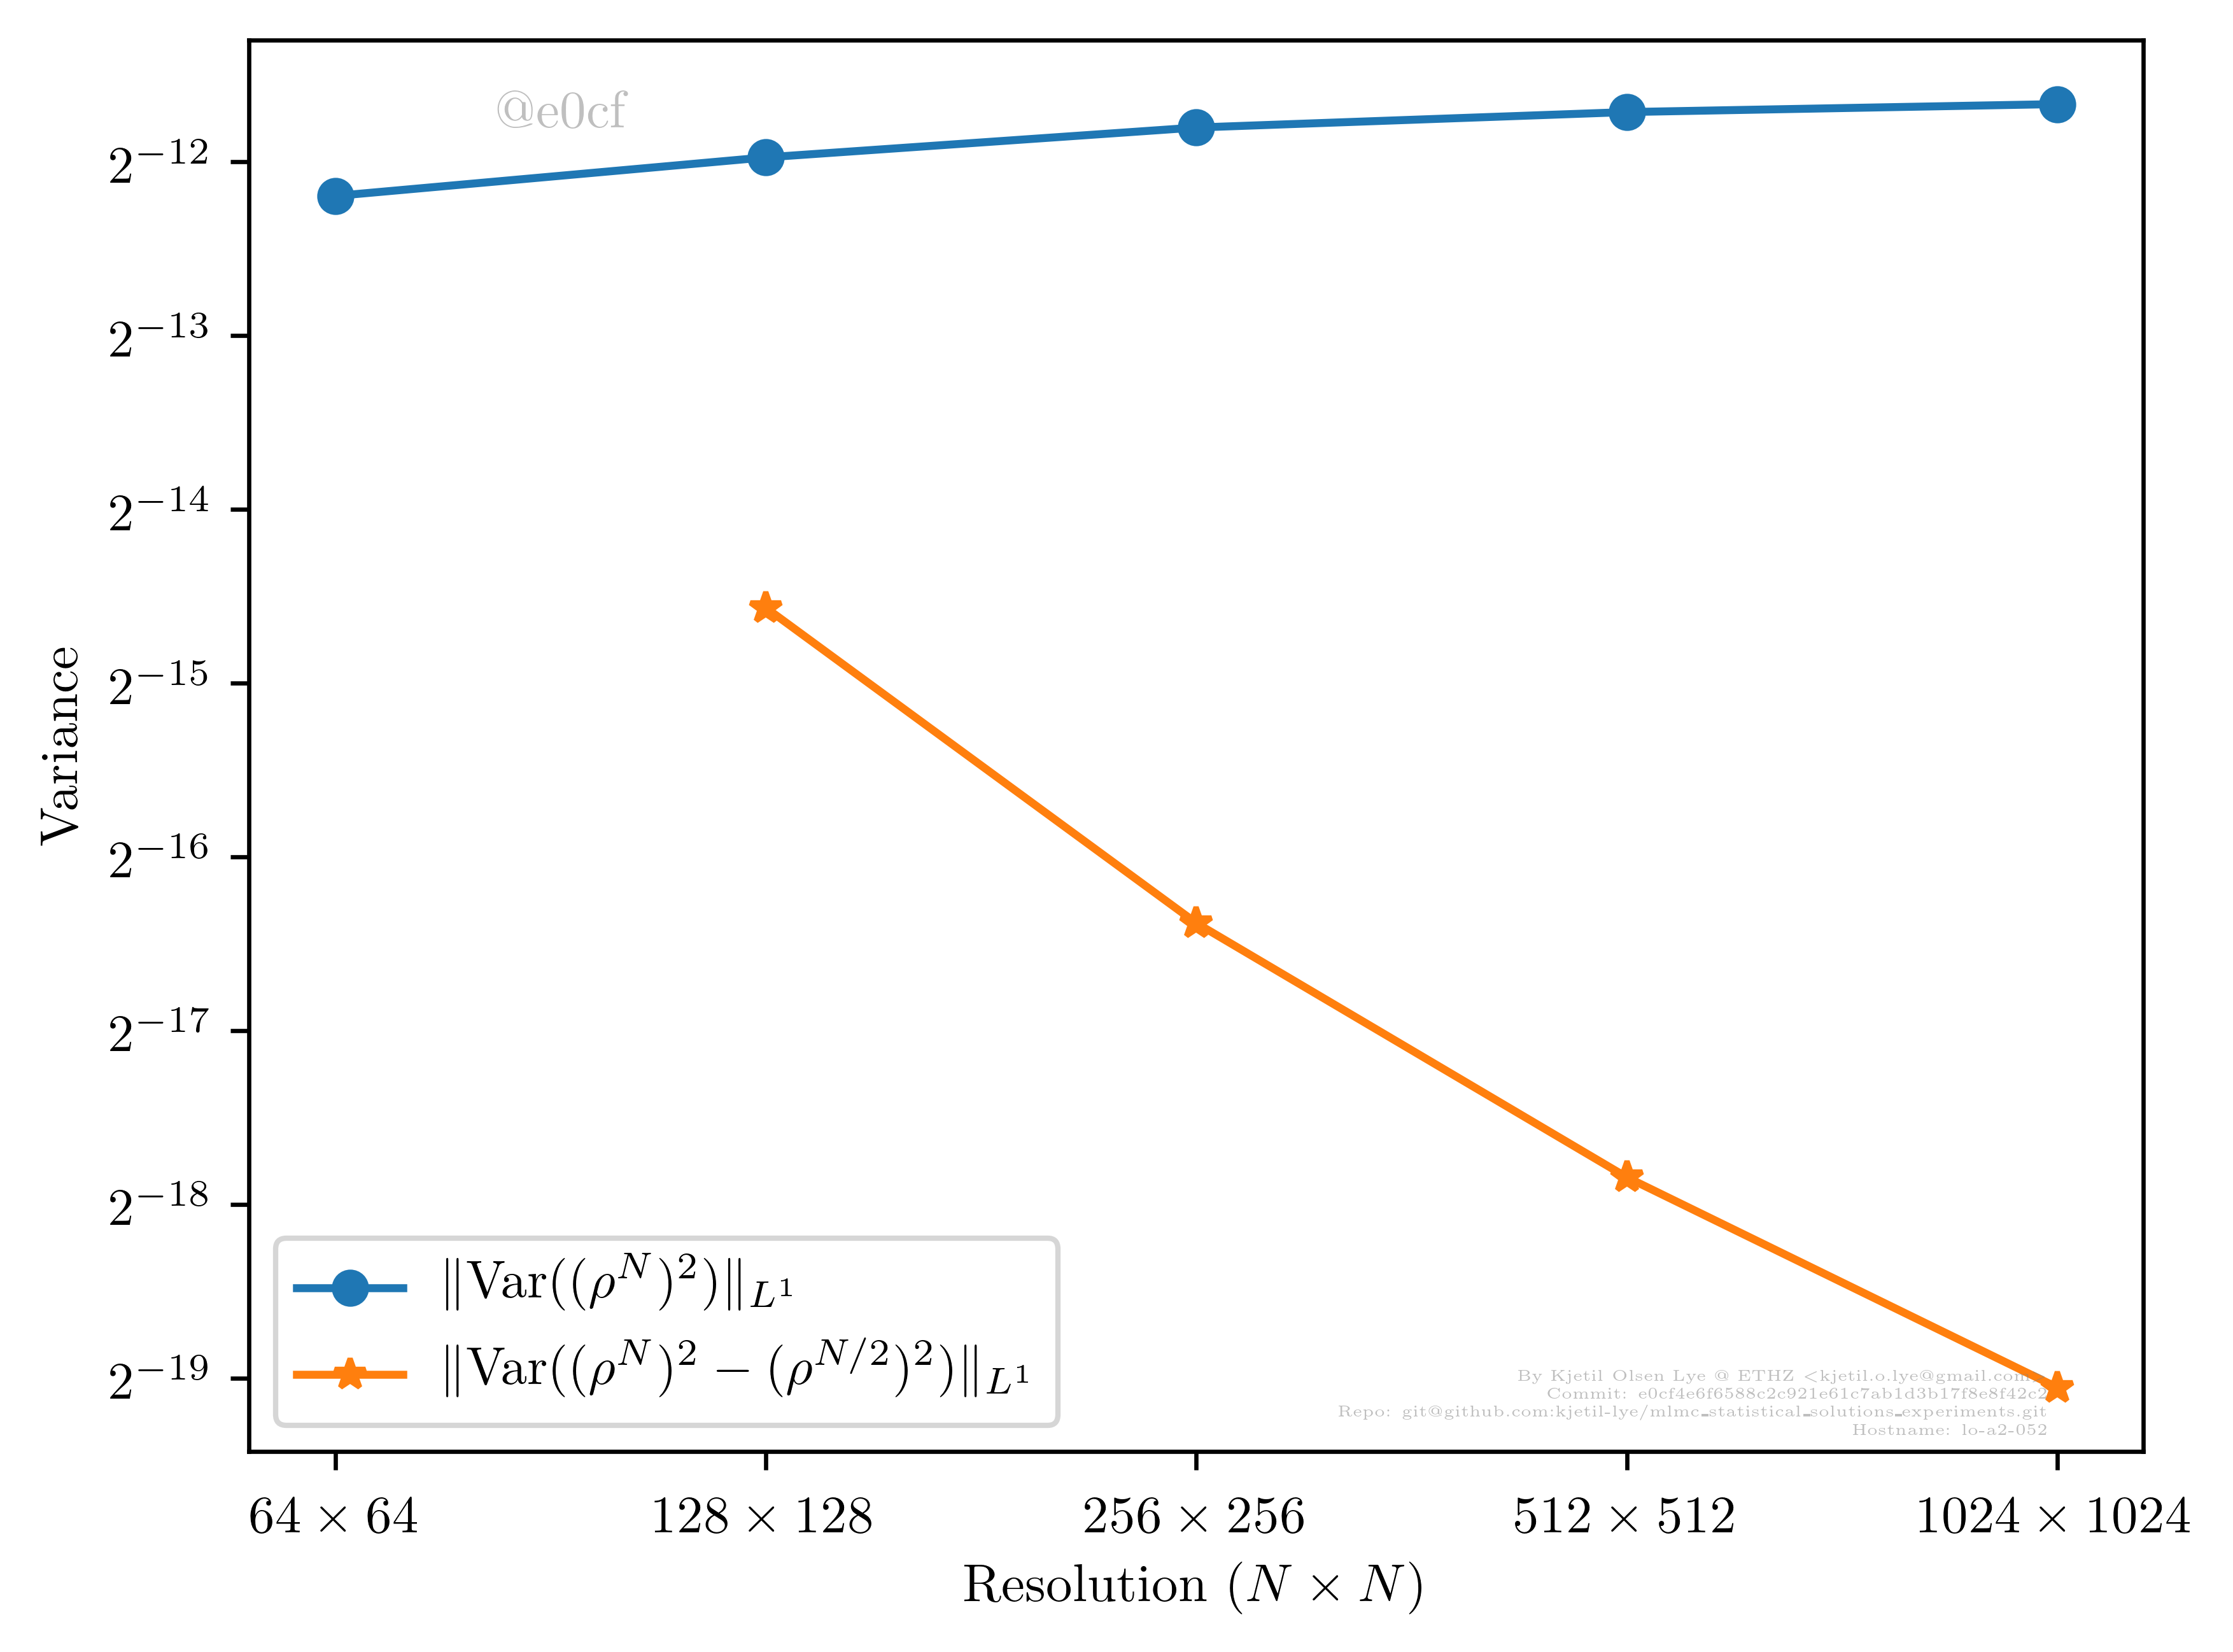 @e0cf
2^{-12}
2^{-13}
2^{-14}
2^{-15}
2^{-16}
2^{-17}
2^{-18}
2^{-19}
Variance
‖Var((ρ^N)^2)‖_{L^1}
‖Var((ρ^N)^2 − (ρ^{N/2})^2)‖_{L^1}
By Kjetil Olsen Lye @ ETHZ <kjetil.o.lye@gmail.com>
Commit: e0cf4e6f6588c2c921e61c7ab1d3b17f8e8f42c2
Repo: git@github.com:kjetil-lye/mlmc_statistical_solutions_experiments.git
Hostname: lo-a2-052
64 × 64 128 × 128 256 × 256 512 × 512 1024 × 1024
Resolution (N × N)